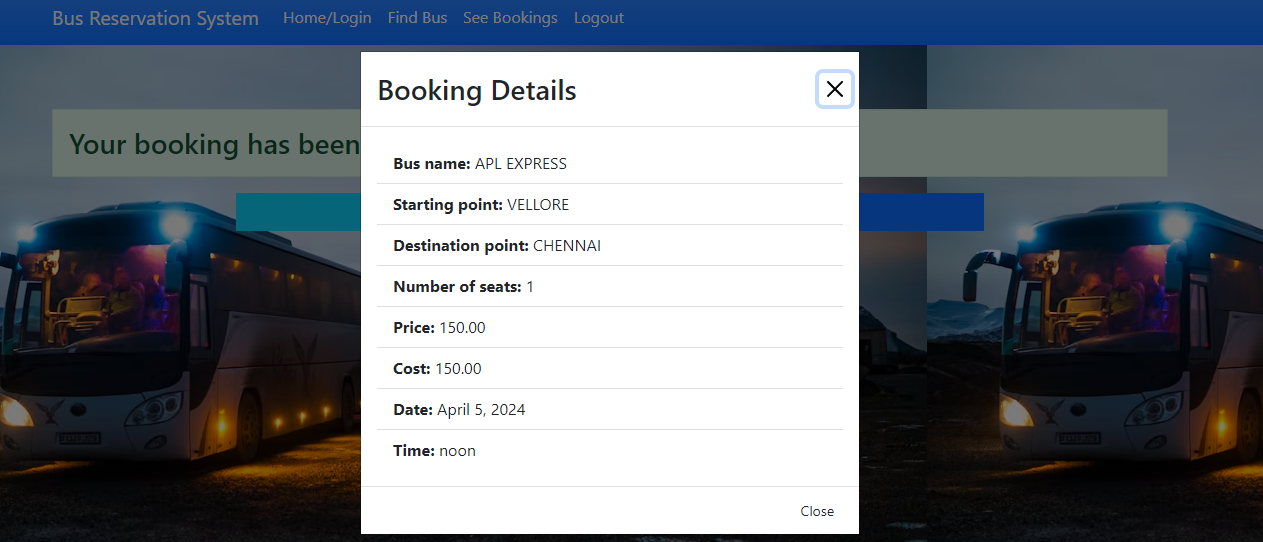 Bus Reservation System Home/Login Find Bus See Bookings Logout
Booking Details
Your booking has been
Bus name: APL EXPRESS
Starting point: VELLORE
Destination point: CHENNAI
Number of seats: 1
Price: 150.00
Cost: 150.00
Date: April 5, 2024
Time: noon
Close